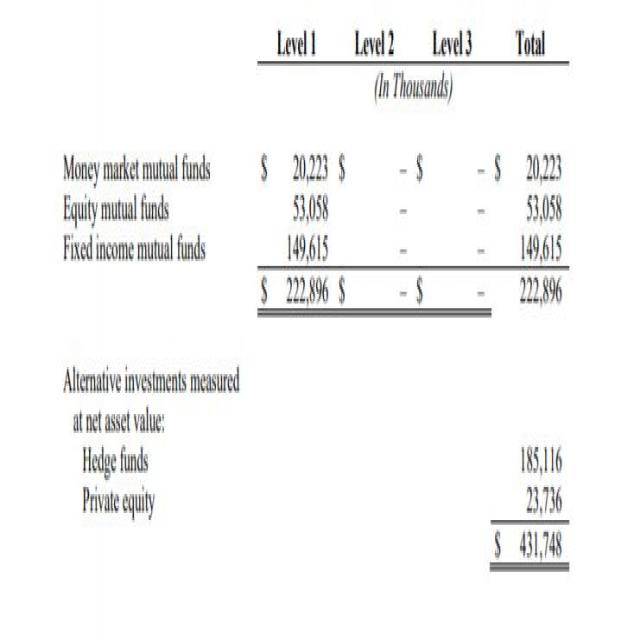 Level 1 Level 2 Level 3 Total
(In Thousands)
Money market mutual funds $ 20,223 $ – $ – $ 20,223
Equity mutual funds 53,058 – – 53,058
Fixed income mutual funds 149,615 – – 149,615
$ 222,896 $ – $ – 222,896
Alternative investments measured
at net asset value:
Hedge funds 185,116
Private equity 23,736
$ 431,748